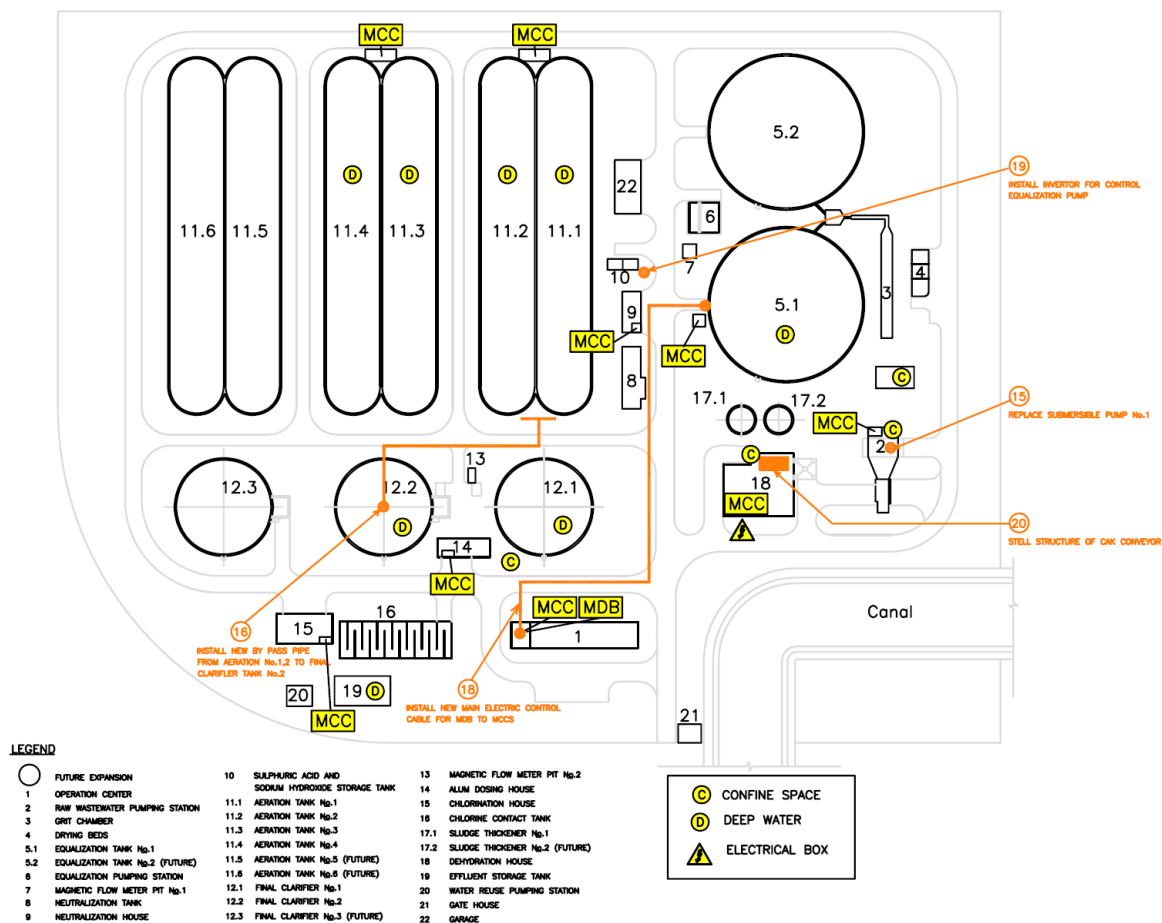 MCC
MCC
5.2
19
INSTALL INVERTOR FOR CONTROL
EQUALIZATION PUMP
D
D
D
D
22
11.6
11.5
11.4
11.3
11.2
11.1
6
7
10
3
4
9
5.1
D
MCC
MCC
8
C
17.1
17.2
15
REPLACE SUBMERSIBLE PUMP No.1
MCC
C
2
C
18
MCC
20
STELL STRUCTURE OF CAK CONVEYOR
13
12.3
12.2
12.1
D
D
14
C
MCC
MCC
MDB
1
Canal
16
15
16
INSTALL NEW BY PASS PIPE
FROM AERATION No.1,2 TO FINAL
CLARIFLER TANK No.2
18
INSTALL NEW MAIN ELECTRIC CONTROL
CABLE FOR MDB TO MCCS
20
19
D
MCC
21
LEGEND
FUTURE EXPANSION
1 OPERATION CENTER
2 RAW WASTEWATER PUMPING STATION
3 GRIT CHAMBER
4 DRYING BEDS
5.1 EQUALIZATION TANK No.1
5.2 EQUALIZATION TANK No.2 (FUTURE)
6 EQUALIZATION PUMPING STATION
7 MAGNETIC FLOW METER PIT No.1
8 NEUTRALIZATION TANK
9 NEUTRALIZATION HOUSE
10 SULPHURIC ACID AND
SODIUM HYDROXIDE STORAGE TANK
11.1 AERATION TANK No.1
11.2 AERATION TANK No.2
11.3 AERATION TANK No.3
11.4 AERATION TANK No.4
11.5 AERATION TANK No.5 (FUTURE)
11.6 AERATION TANK No.6 (FUTURE)
12.1 FINAL CLARIFIER No.1
12.2 FINAL CLARIFIER No.2
12.3 FINAL CLARIFIER No.3 (FUTURE)
13 MAGNETIC FLOW METER PIT No.2
14 ALUM DOSING HOUSE
15 CHLORINATION HOUSE
16 CHLORINE CONTACT TANK
17.1 SLUDGE THICKENER No.1
17.2 SLUDGE THICKENER No.2 (FUTURE)
18 DEHYDRATION HOUSE
19 EFFLUENT STORAGE TANK
20 WATER REUSE PUMPING STATION
21 GATE HOUSE
22 GARAGE
C CONFINE SPACE
D DEEP WATER
ELECTRICAL BOX